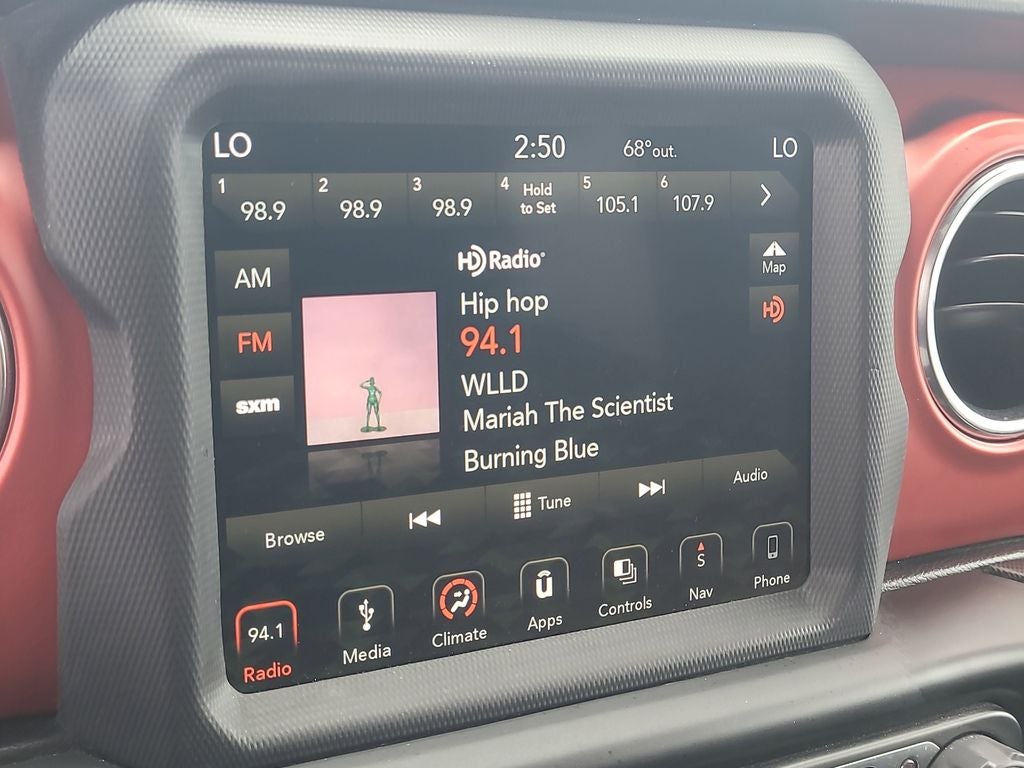 LO 2:50 68°out. LO
1 98.9 2 98.9 3 98.9 4 Hold to Set 5 105.1 6 107.9
HD Radio
Map
AM
Hip hop
HD
FM
94.1
WLLD
sxm
Mariah The Scientist
Burning Blue
Browse Tune Audio
94.1 S
Radio Media Climate Apps Controls Nav Phone